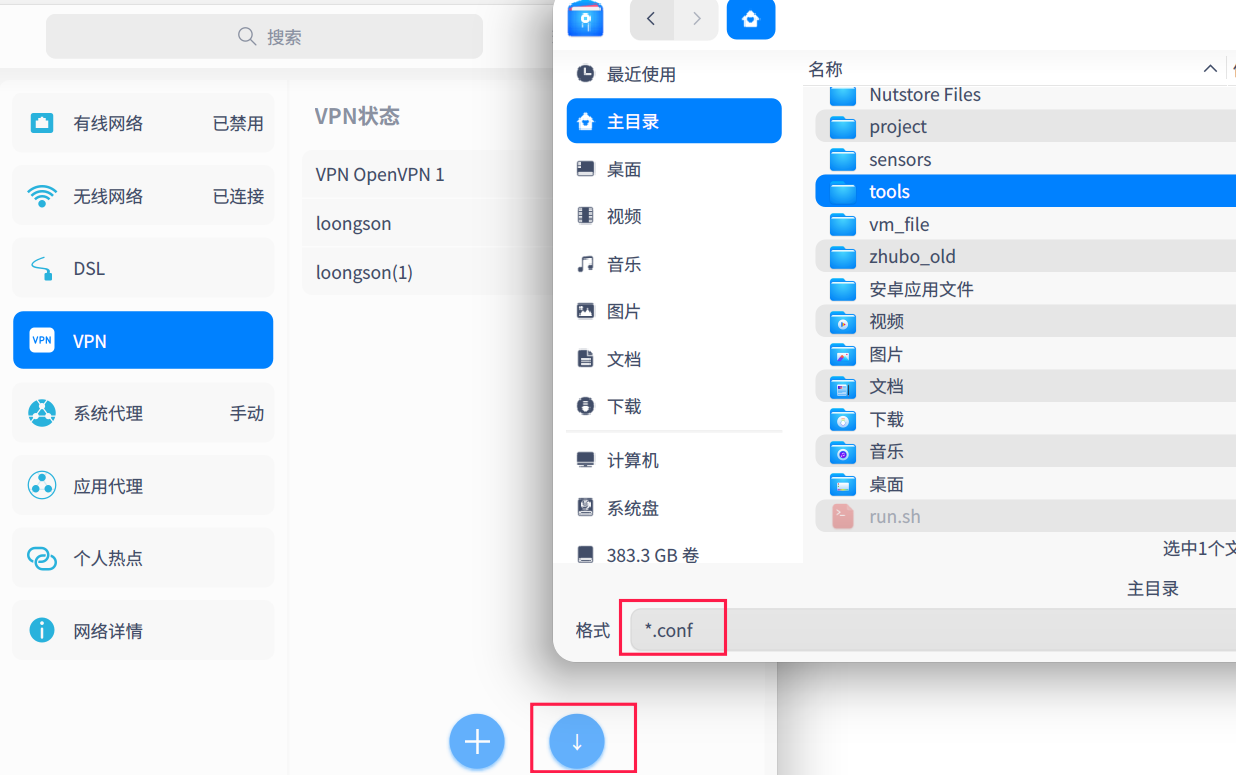 搜索
有线网络 已禁用
无线网络 已连接
DSL
VPN
VPN
系统代理 手动
应用代理
个人热点
网络详情
VPN状态
VPN OpenVPN 1
loongson
loongson(1)
最近使用
主目录
桌面
视频
音乐
图片
文档
下载
计算机
系统盘
383.3 GB 卷
名称
Nutstore Files
project
sensors
tools
vm_file
zhubo_old
安卓应用文件
视频
图片
文档
下载
音乐
桌面
run.sh
选中1个文
主目录
格式 *.conf